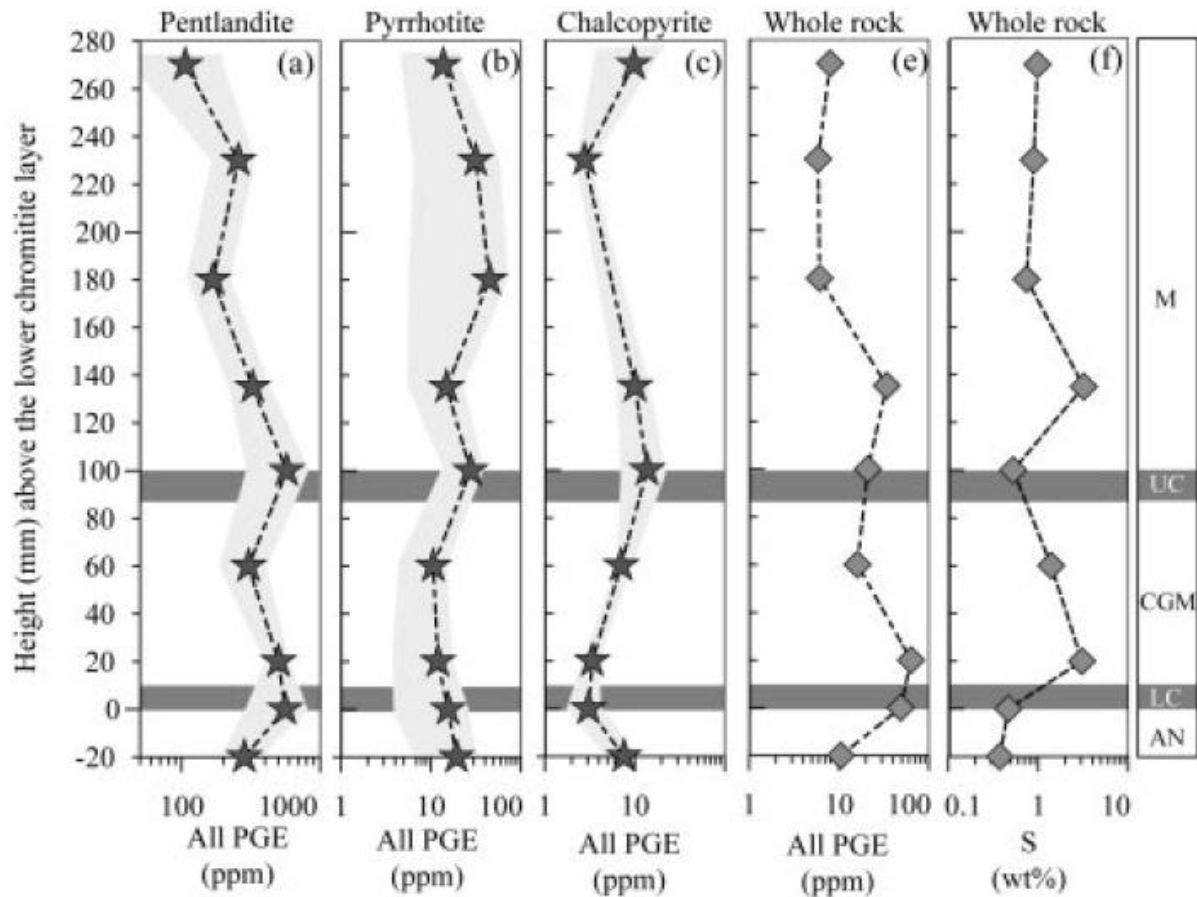 Pentlandite Pyrrhotite Chalcopyrite Whole rock Whole rock
(a) (b) (c) (e) (f)
Height (mm) above the lower chromitite layer
280
260
240
220
200
180
160
140
120
100
80
60
40
20
0
-20
M
UC
CGM
LC
AN
100 1000 1 10 100 1 10 100 1 10 100 0.1 1 10
All PGE All PGE All PGE All PGE S
(ppm) (ppm) (ppm) (ppm) (wt%)